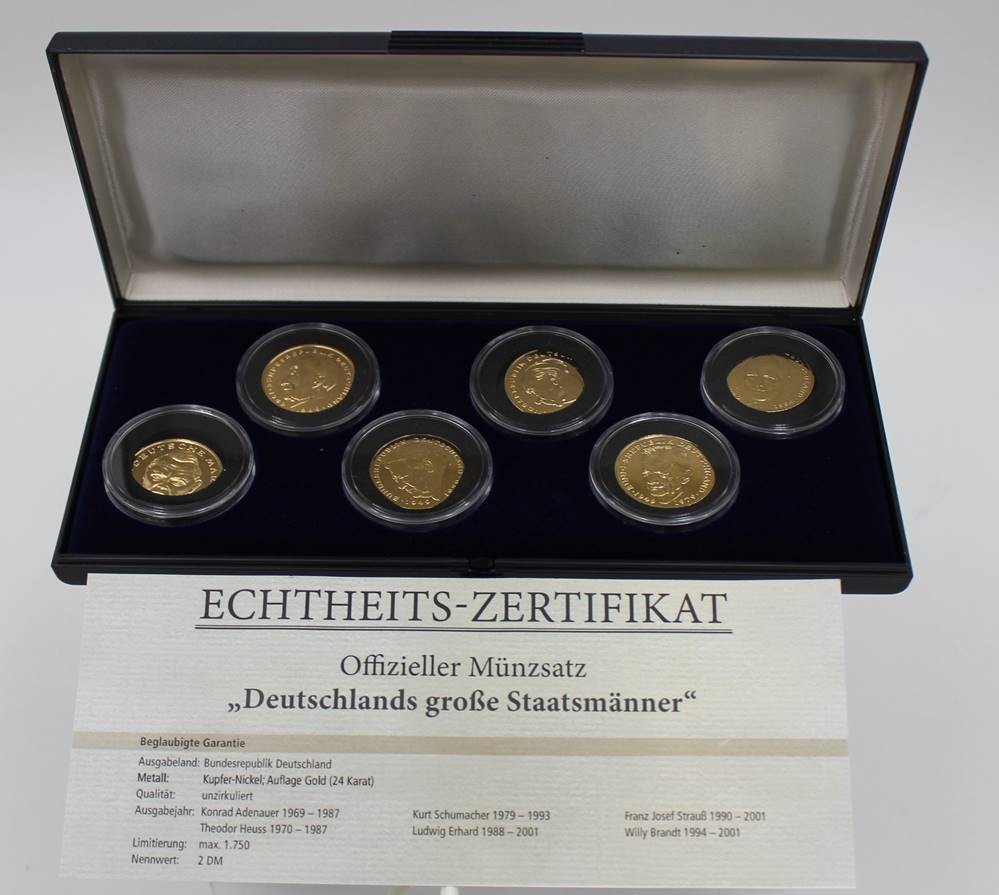 ECHTHEITS-ZERTIFIKAT
Offizieller Münzsatz
„Deutschlands große Staatsmänner“
Beglaubigte Garantie
Ausgabeland: Bundesrepublik Deutschland
Metall: Kupfer-Nickel; Auflage Gold (24 Karat)
Qualität: unzirkuliert
Ausgabejahr: Konrad Adenauer 1969 – 1987 Kurt Schumacher 1979 – 1993 Franz Josef Strauß 1990 – 2001
Theodor Heuss 1970 – 1987 Ludwig Erhard 1988 – 2001 Willy Brandt 1994 – 2001
Limitierung: max. 1.750
Nennwert: 2 DM